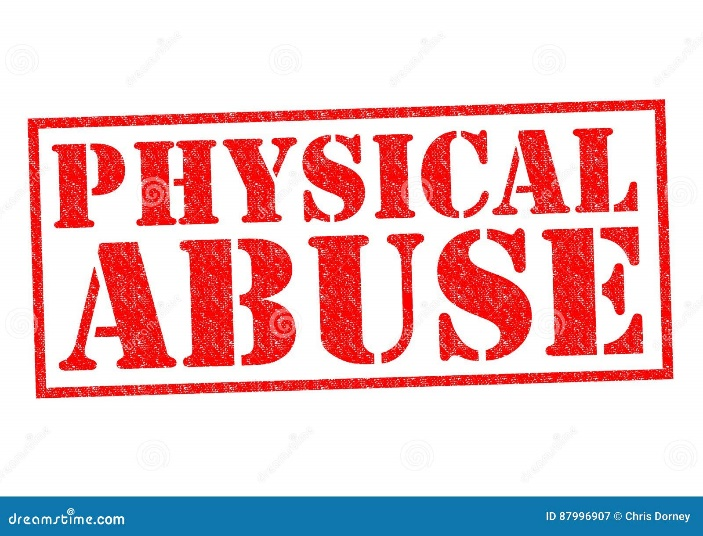 PHYSICAL
ABUSE
dreamstime.com
ID 87996907 © Chris Dorney